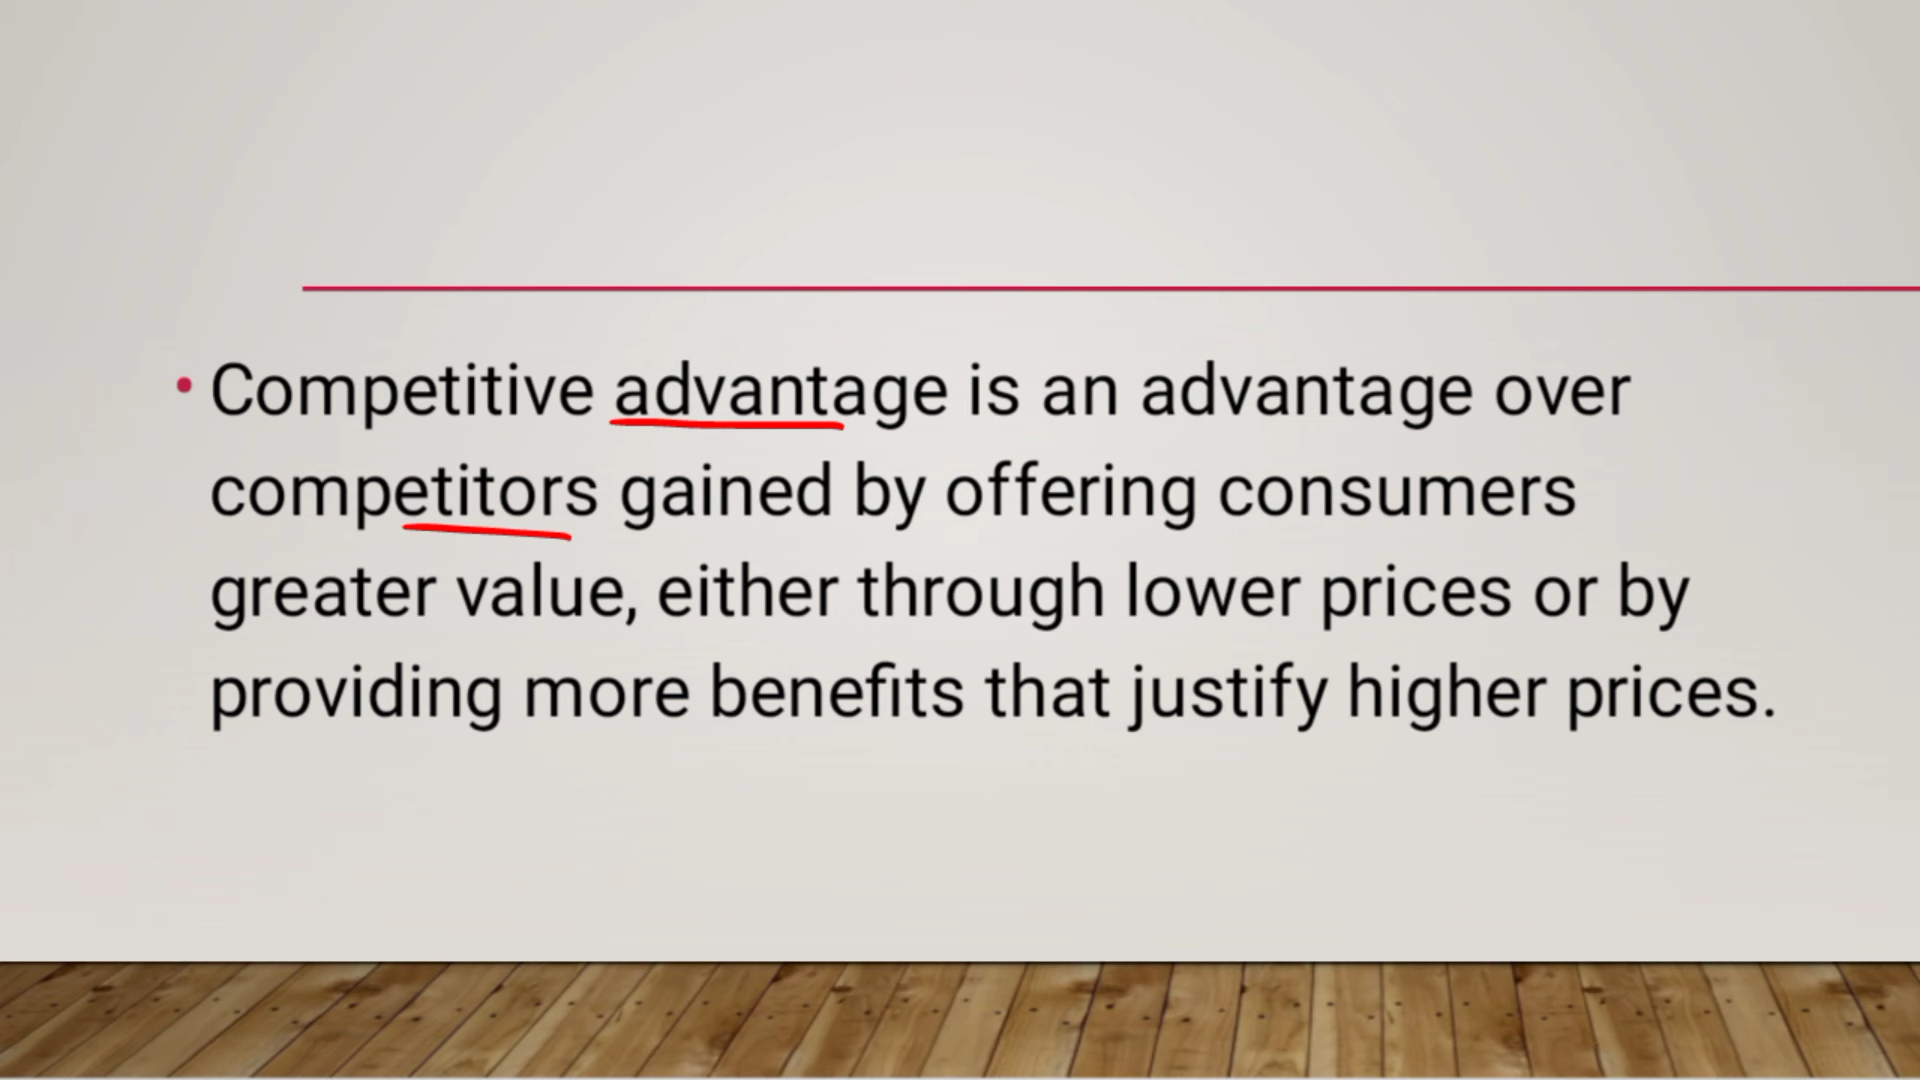 • Competitive advantage is an advantage over
competitors gained by offering consumers
greater value, either through lower prices or by
providing more benefits that justify higher prices.